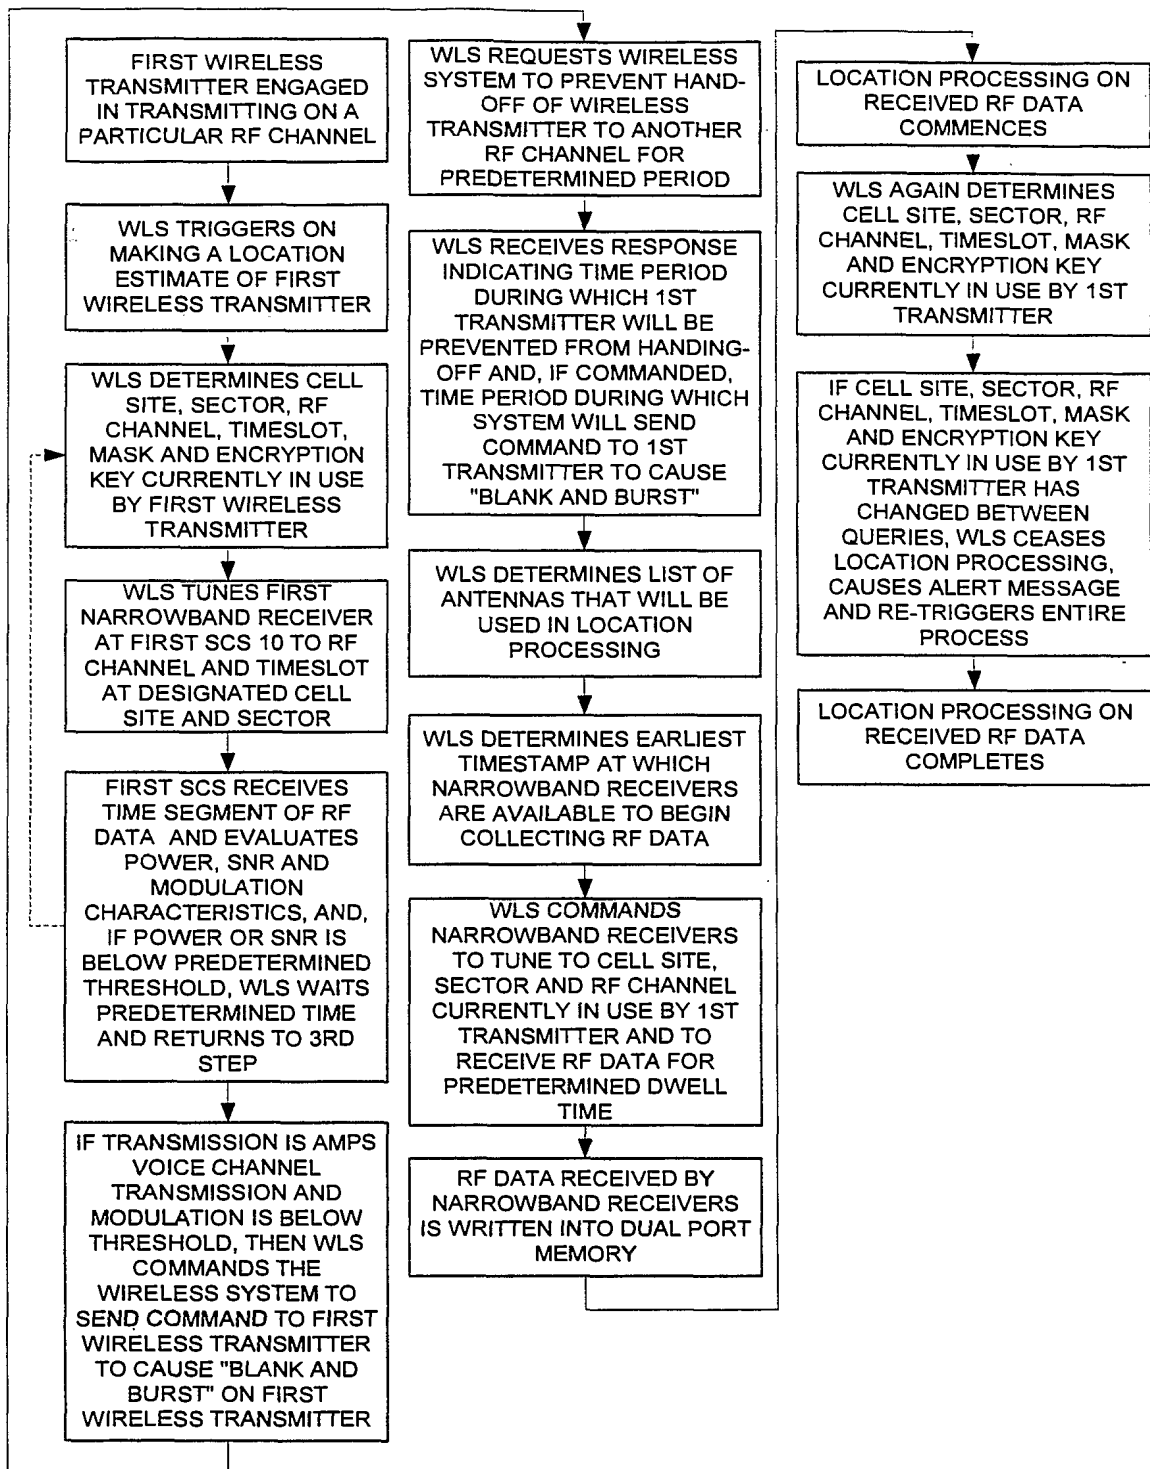 FIRST WIRELESS
TRANSMITTER ENGAGED
IN TRANSMITTING ON A
PARTICULAR RF CHANNEL
WLS TRIGGERS ON
MAKING A LOCATION
ESTIMATE OF FIRST
WIRELESS TRANSMITTER
WLS DETERMINES CELL
SITE, SECTOR, RF
CHANNEL, TIMESLOT,
MASK AND ENCRYPTION
KEY CURRENTLY IN USE
BY FIRST WIRELESS
TRANSMITTER
WLS TUNES FIRST
NARROWBAND RECEIVER
AT FIRST SCS 10 TO RF
CHANNEL AND TIMESLOT
AT DESIGNATED CELL
SITE AND SECTOR
FIRST SCS RECEIVES
TIME SEGMENT OF RF
DATA AND EVALUATES
POWER, SNR AND
MODULATION
CHARACTERISTICS, AND,
IF POWER OR SNR IS
BELOW PREDETERMINED
THRESHOLD, WLS WAITS
PREDETERMINED TIME
AND RETURNS TO 3RD
STEP
IF TRANSMISSION IS AMPS
VOICE CHANNEL
TRANSMISSION AND
MODULATION IS BELOW
THRESHOLD, THEN WLS
COMMANDS THE
WIRELESS SYSTEM TO
SEND COMMAND TO FIRST
WIRELESS TRANSMITTER
TO CAUSE "BLANK AND
BURST" ON FIRST
WIRELESS TRANSMITTER
WLS REQUESTS WIRELESS
SYSTEM TO PREVENT HAND-
OFF OF WIRELESS
TRANSMITTER TO ANOTHER
RF CHANNEL FOR
PREDETERMINED PERIOD
WLS RECEIVES RESPONSE
INDICATING TIME PERIOD
DURING WHICH 1ST
TRANSMITTER WILL BE
PREVENTED FROM HANDING-
OFF AND, IF COMMANDED,
TIME PERIOD DURING WHICH
SYSTEM WILL SEND
COMMAND TO 1ST
TRANSMITTER TO CAUSE
"BLANK AND BURST"
WLS DETERMINES LIST OF
ANTENNAS THAT WILL BE
USED IN LOCATION
PROCESSING
WLS DETERMINES EARLIEST
TIMESTAMP AT WHICH
NARROWBAND RECEIVERS
ARE AVAILABLE TO BEGIN
COLLECTING RF DATA
WLS COMMANDS
NARROWBAND RECEIVERS
TO TUNE TO CELL SITE,
SECTOR AND RF CHANNEL
CURRENTLY IN USE BY 1ST
TRANSMITTER AND TO
RECEIVE RF DATA FOR
PREDETERMINED DWELL
TIME
RF DATA RECEIVED BY
NARROWBAND RECEIVERS
IS WRITTEN INTO DUAL PORT
MEMORY
LOCATION PROCESSING ON
RECEIVED RF DATA
COMMENCES
WLS AGAIN DETERMINES
CELL SITE, SECTOR, RF
CHANNEL, TIMESLOT, MASK
AND ENCRYPTION KEY
CURRENTLY IN USE BY 1ST
TRANSMITTER
IF CELL SITE, SECTOR, RF
CHANNEL, TIMESLOT, MASK
AND ENCRYPTION KEY
CURRENTLY IN USE BY 1ST
TRANSMITTER HAS
CHANGED BETWEEN
QUERIES, WLS CEASES
LOCATION PROCESSING,
CAUSES ALERT MESSAGE
AND RE-TRIGGERS ENTIRE
PROCESS
LOCATION PROCESSING ON
RECEIVED RF DATA
COMPLETES